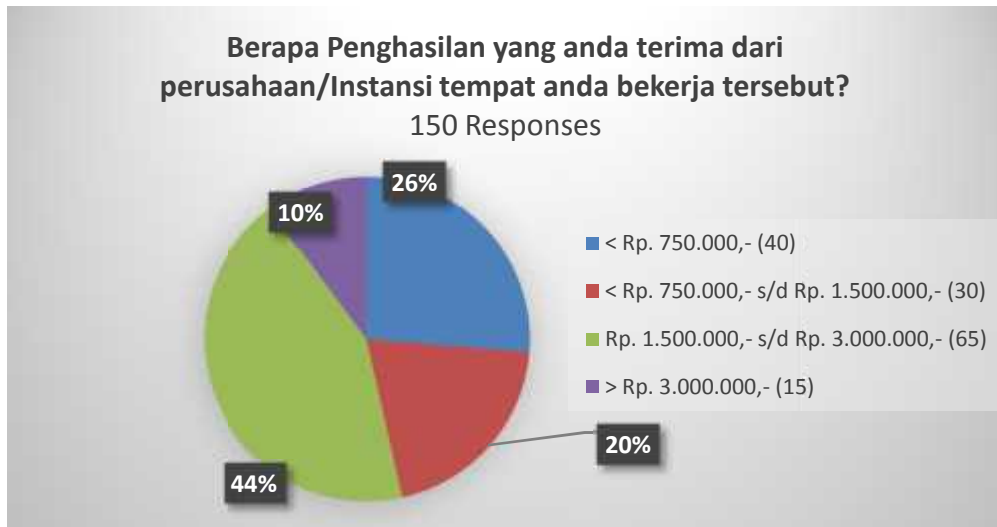 Berapa Penghasilan yang anda terima dari
perusahaan/Instansi tempat anda bekerja tersebut?
150 Responses
26%
10%
< Rp. 750.000,- (40)
< Rp. 750.000,- s/d Rp. 1.500.000,- (30)
Rp. 1.500.000,- s/d Rp. 3.000.000,- (65)
> Rp. 3.000.000,- (15)
20%
44%